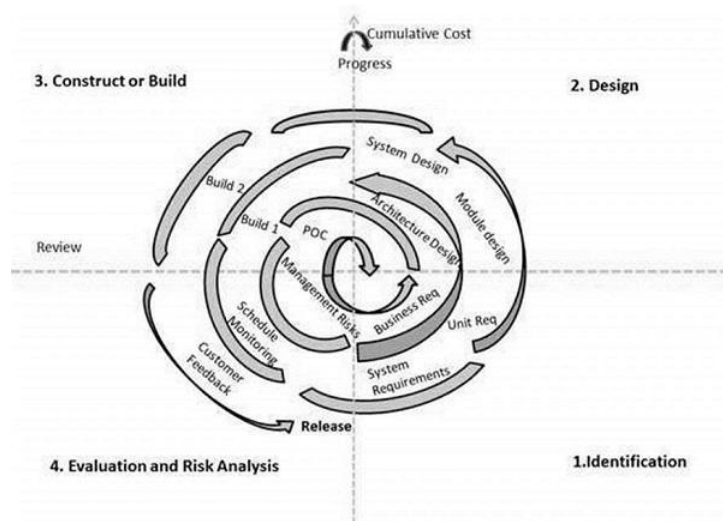 Cumulative Cost
Progress
3. Construct or Build
2. Design
System Design
Build 2
Module design
Architecture Design
Build 1
POC
Review
Management Risks
Business Req
Unit Req
Schedule
Monitoring
Customer
Feedback
System
Requirements
Release
4. Evaluation and Risk Analysis
1.Identification